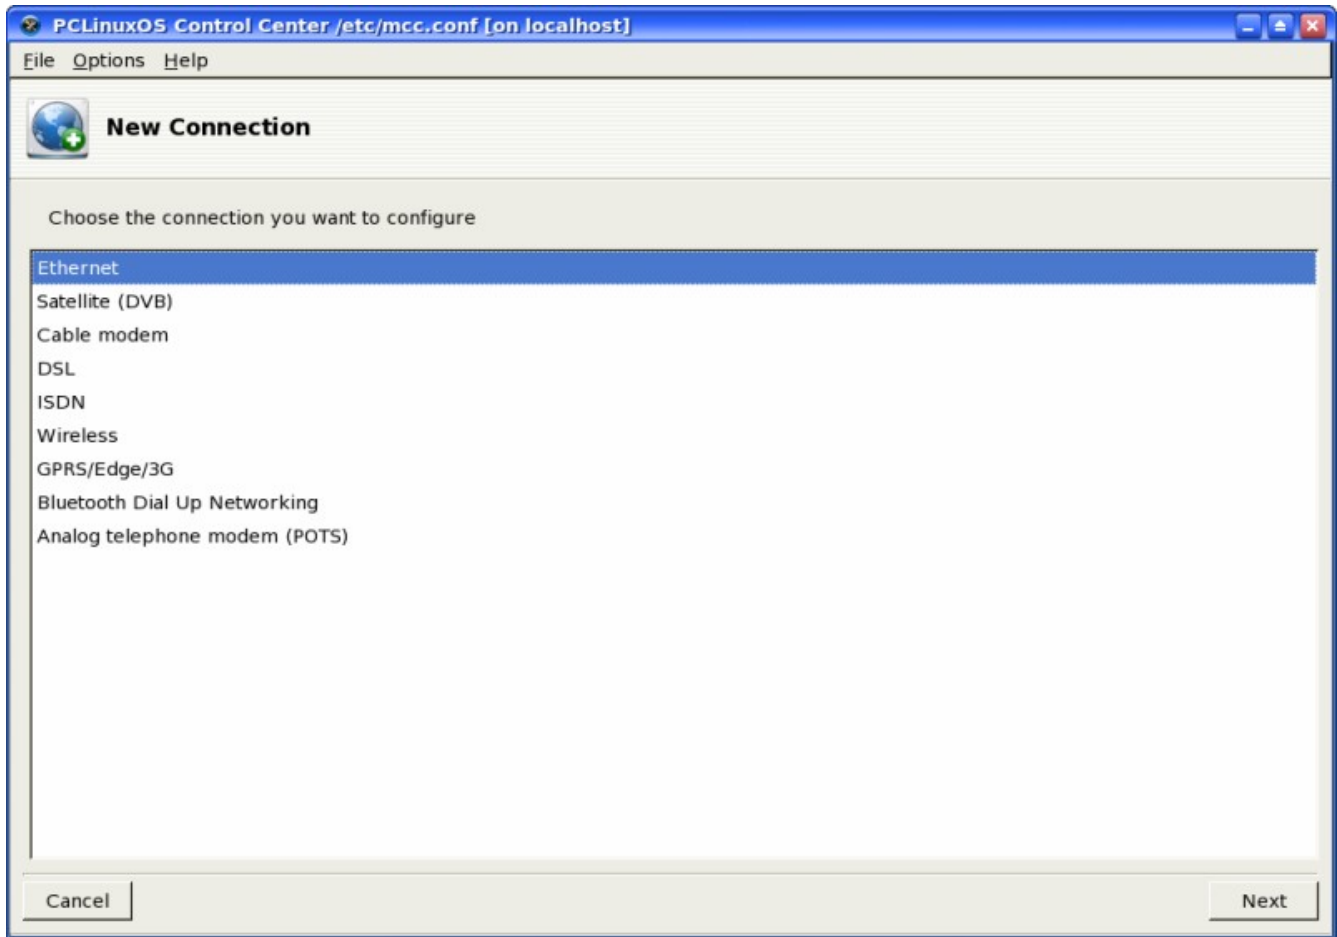 PCLinuxOS Control Center /etc/mcc.conf [on localhost]
File Options Help
New Connection
Choose the connection you want to configure
Ethernet
Satellite (DVB)
Cable modem
DSL
ISDN
Wireless
GPRS/Edge/3G
Bluetooth Dial Up Networking
Analog telephone modem (POTS)
Cancel Next